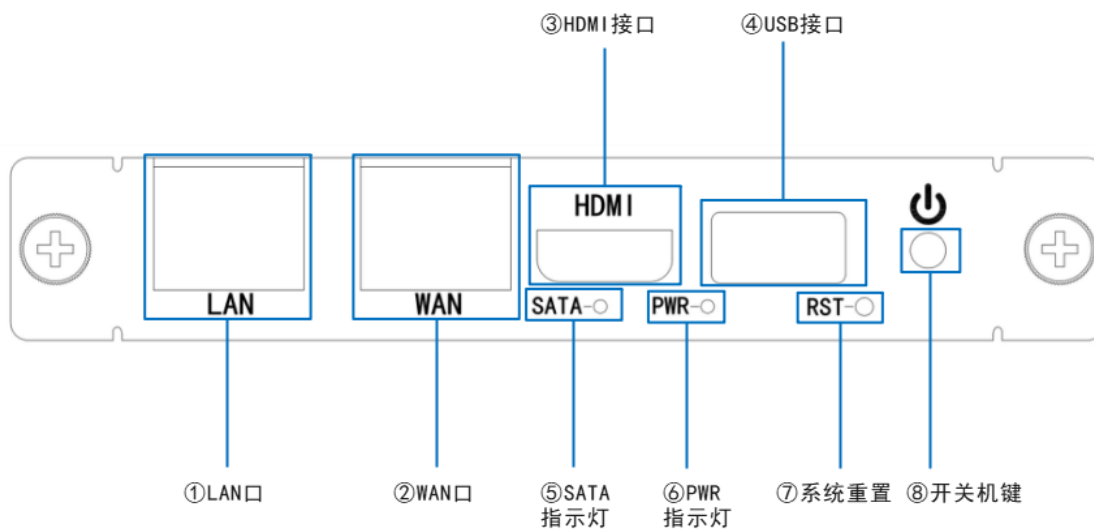 ③HDMI接口
④USB接口
HDMI
LAN
WAN
SATA
PWR
RST
①LAN口
②WAN口
⑤SATA
指示灯
⑥PWR
指示灯
⑦系统重置
⑧开关机键